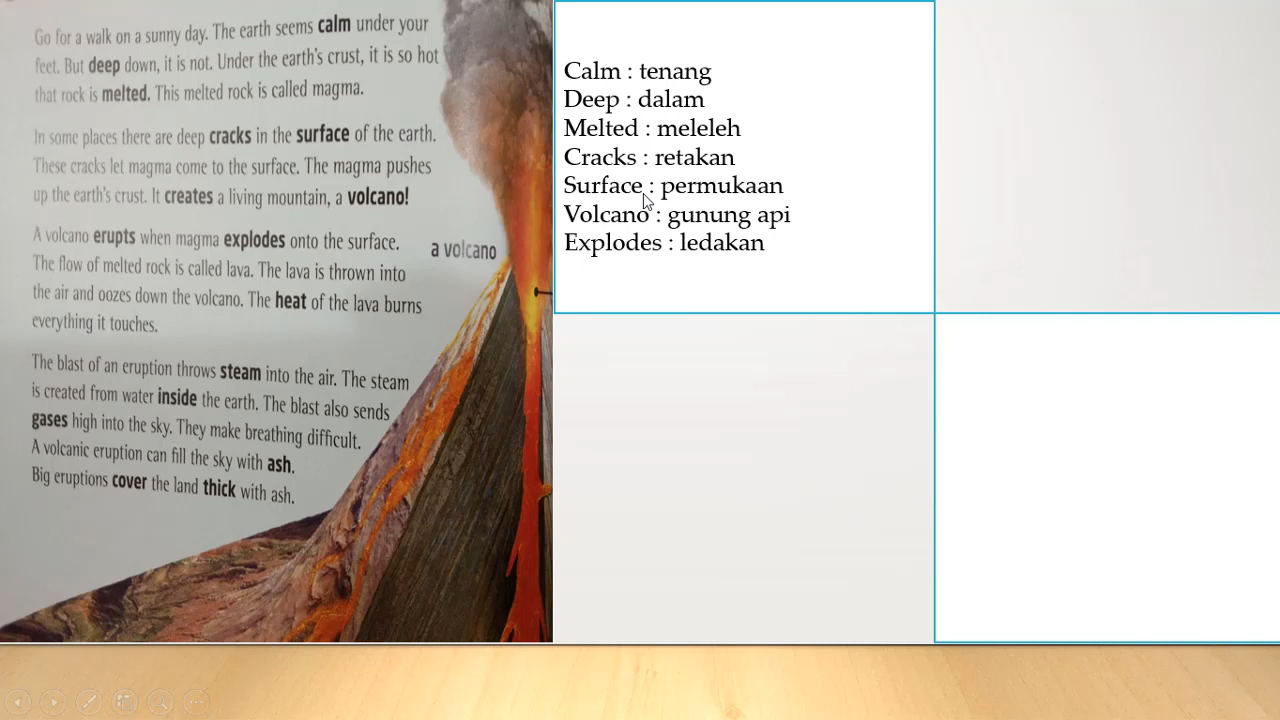 Go for a walk on a sunny day. The earth seems calm under your
feet. But deep down, it is not. Under the earth's crust, it is so hot
that rock is melted. This melted rock is called magma.
In some places there are deep cracks in the surface of the earth.
These cracks let magma come to the surface. The magma pushes
up the earth's crust. It creates a living mountain, a volcano!
A volcano erupts when magma explodes onto the surface.
The flow of melted rock is called lava. The lava is thrown into
the air and oozes down the volcano. The heat of the lava burns
everything it touches.
a volcano
The blast of an eruption throws steam into the air. The steam
is created from water inside the earth. The blast also sends
gases high into the sky. They make breathing difficult.
A volcanic eruption can fill the sky with ash.
Big eruptions cover the land thick with ash.
Calm : tenang
Deep : dalam
Melted : meleleh
Cracks : retakan
Surface : permukaan
Volcano : gunung api
Explodes : ledakan